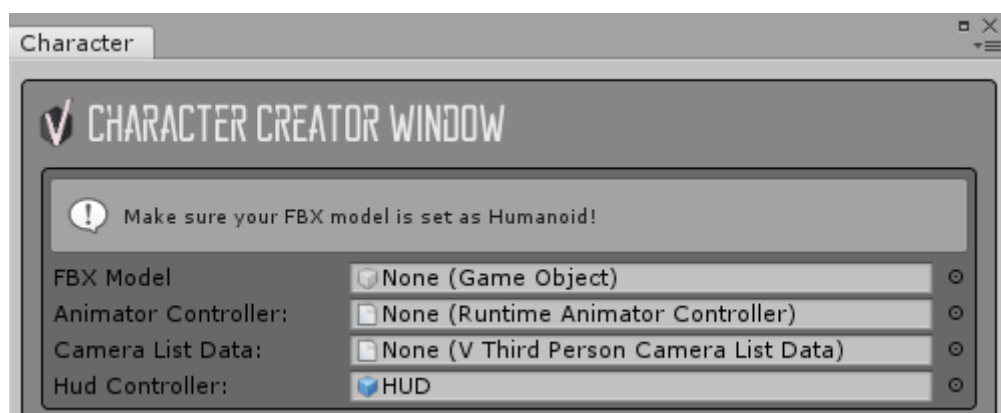 Character
CHARACTER CREATOR WINDOW
Make sure your FBX model is set as Humanoid!
FBX Model None (Game Object)
Animator Controller: None (Runtime Animator Controller)
Camera List Data: None (V Third Person Camera List Data)
Hud Controller: HUD